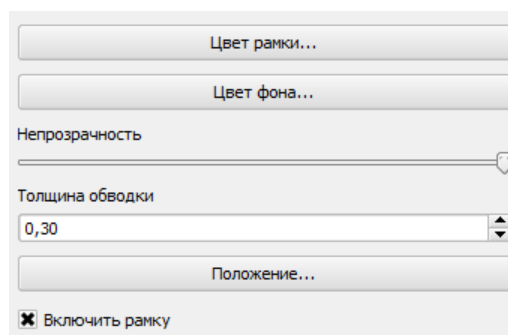 Цвет рамки...
Цвет фона...
Непрозрачность
Толщина обводки
0,30
Положение...
Включить рамку